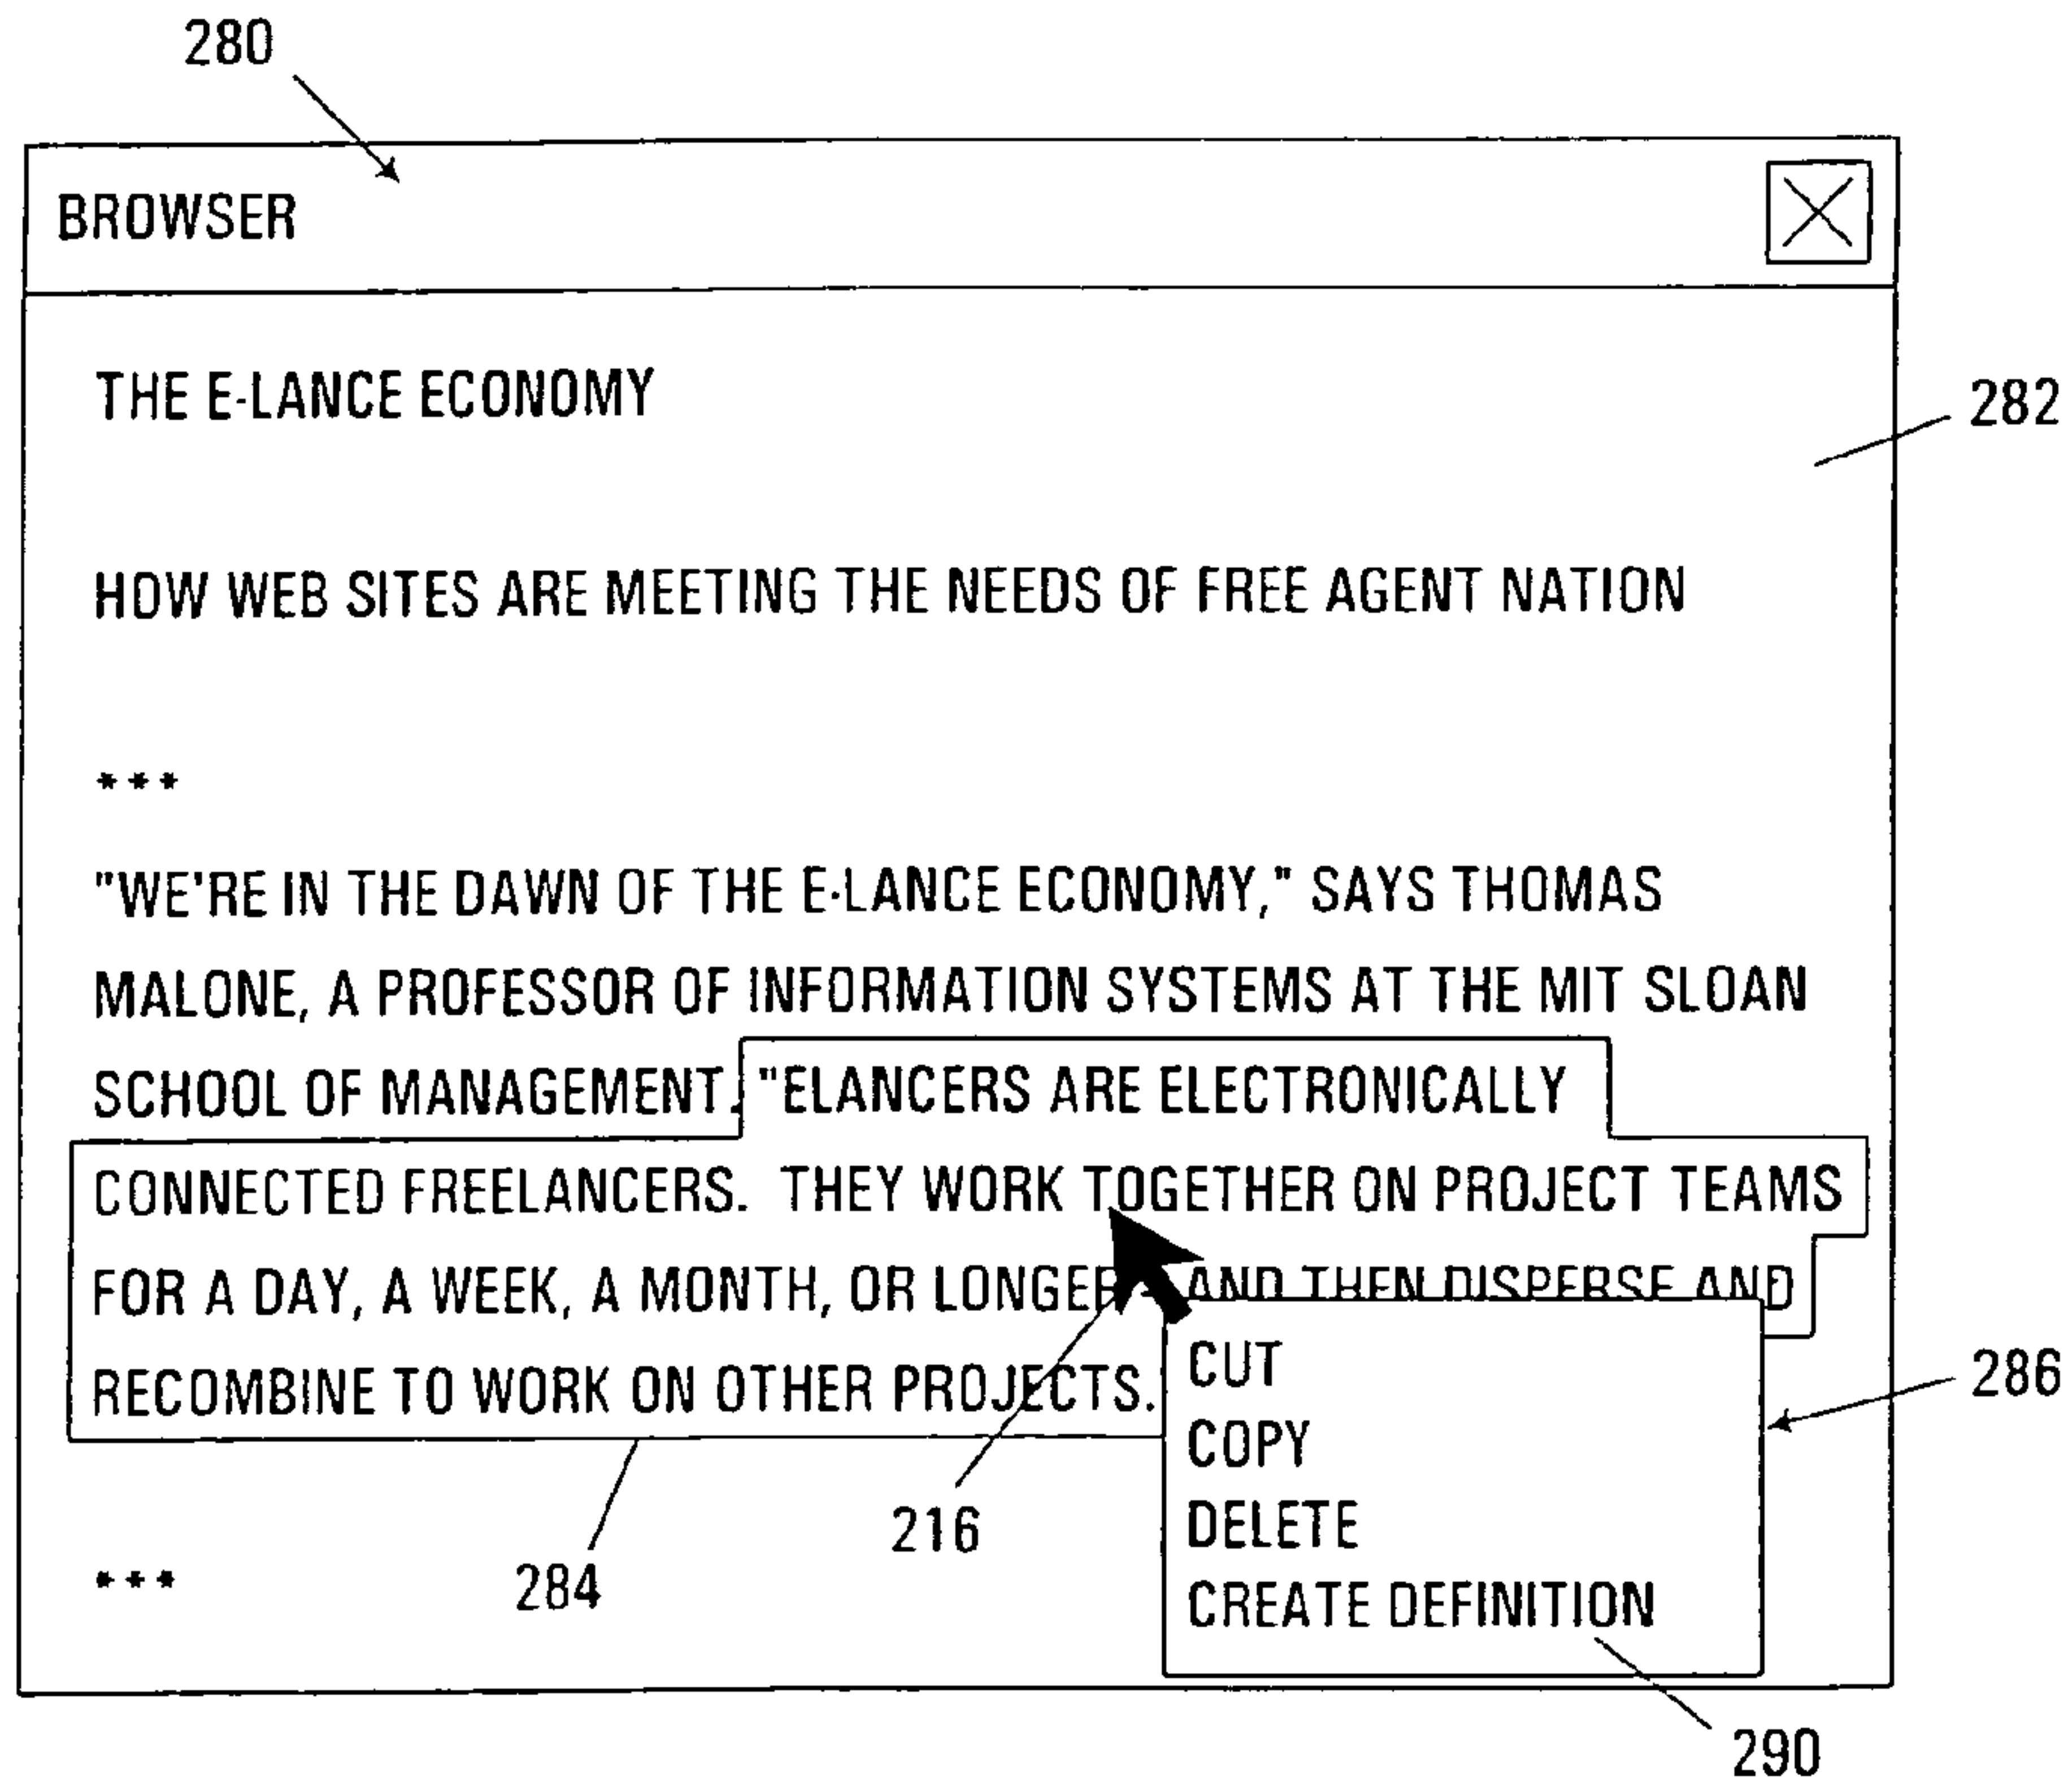 280
BROWSER
THE E-LANCE ECONOMY
282
HOW WEB SITES ARE MEETING THE NEEDS OF FREE AGENT NATION
***
"WE'RE IN THE DAWN OF THE E-LANCE ECONOMY," SAYS THOMAS
MALONE, A PROFESSOR OF INFORMATION SYSTEMS AT THE MIT SLOAN
SCHOOL OF MANAGEMENT. "ELANCERS ARE ELECTRONICALLY
CONNECTED FREELANCERS. THEY WORK TOGETHER ON PROJECT TEAMS
FOR A DAY, A WEEK, A MONTH, OR LONGER - AND THEN DISPERSE AND
RECOMBINE TO WORK ON OTHER PROJECTS.
CUT
COPY
DELETE
CREATE DEFINITION
286
216
284
***
290